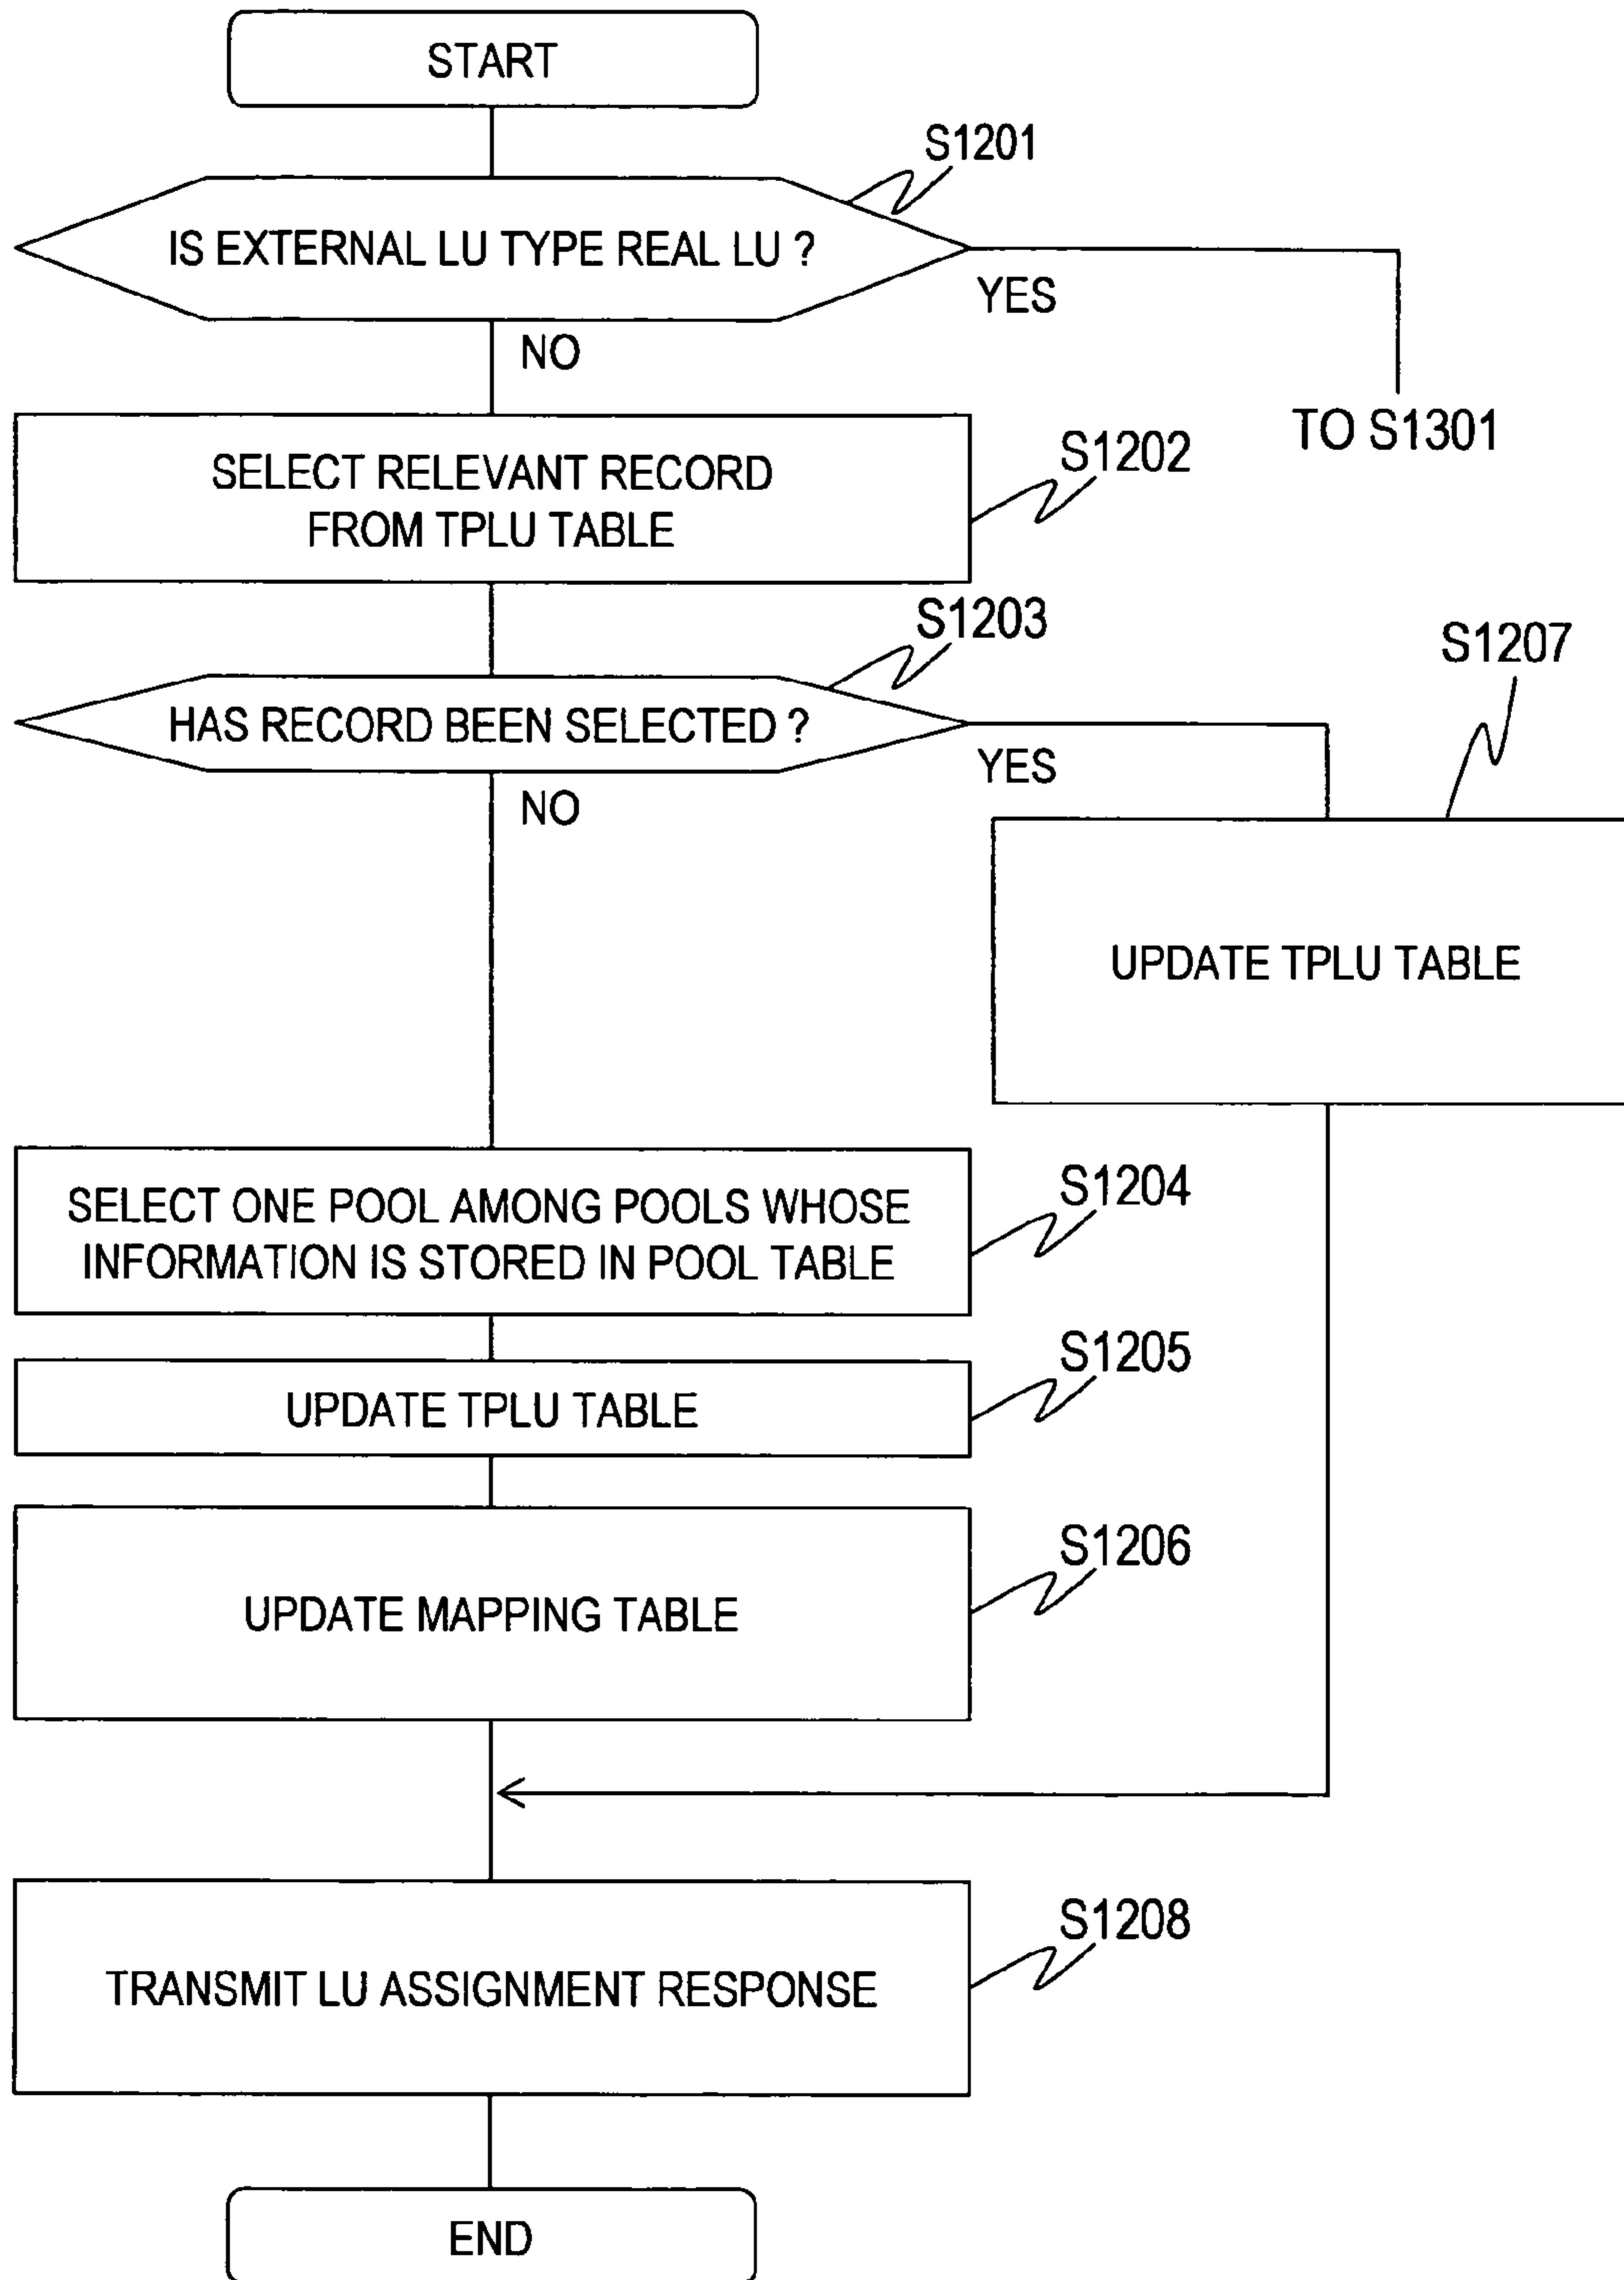 START
S1201
IS EXTERNAL LU TYPE REAL LU ?
YES
NO
TO S1301
S1202
SELECT RELEVANT RECORD
FROM TPLU TABLE
S1203
S1207
HAS RECORD BEEN SELECTED ?
YES
NO
UPDATE TPLU TABLE
S1204
SELECT ONE POOL AMONG POOLS WHOSE
INFORMATION IS STORED IN POOL TABLE
S1205
UPDATE TPLU TABLE
S1206
UPDATE MAPPING TABLE
S1208
TRANSMIT LU ASSIGNMENT RESPONSE
END